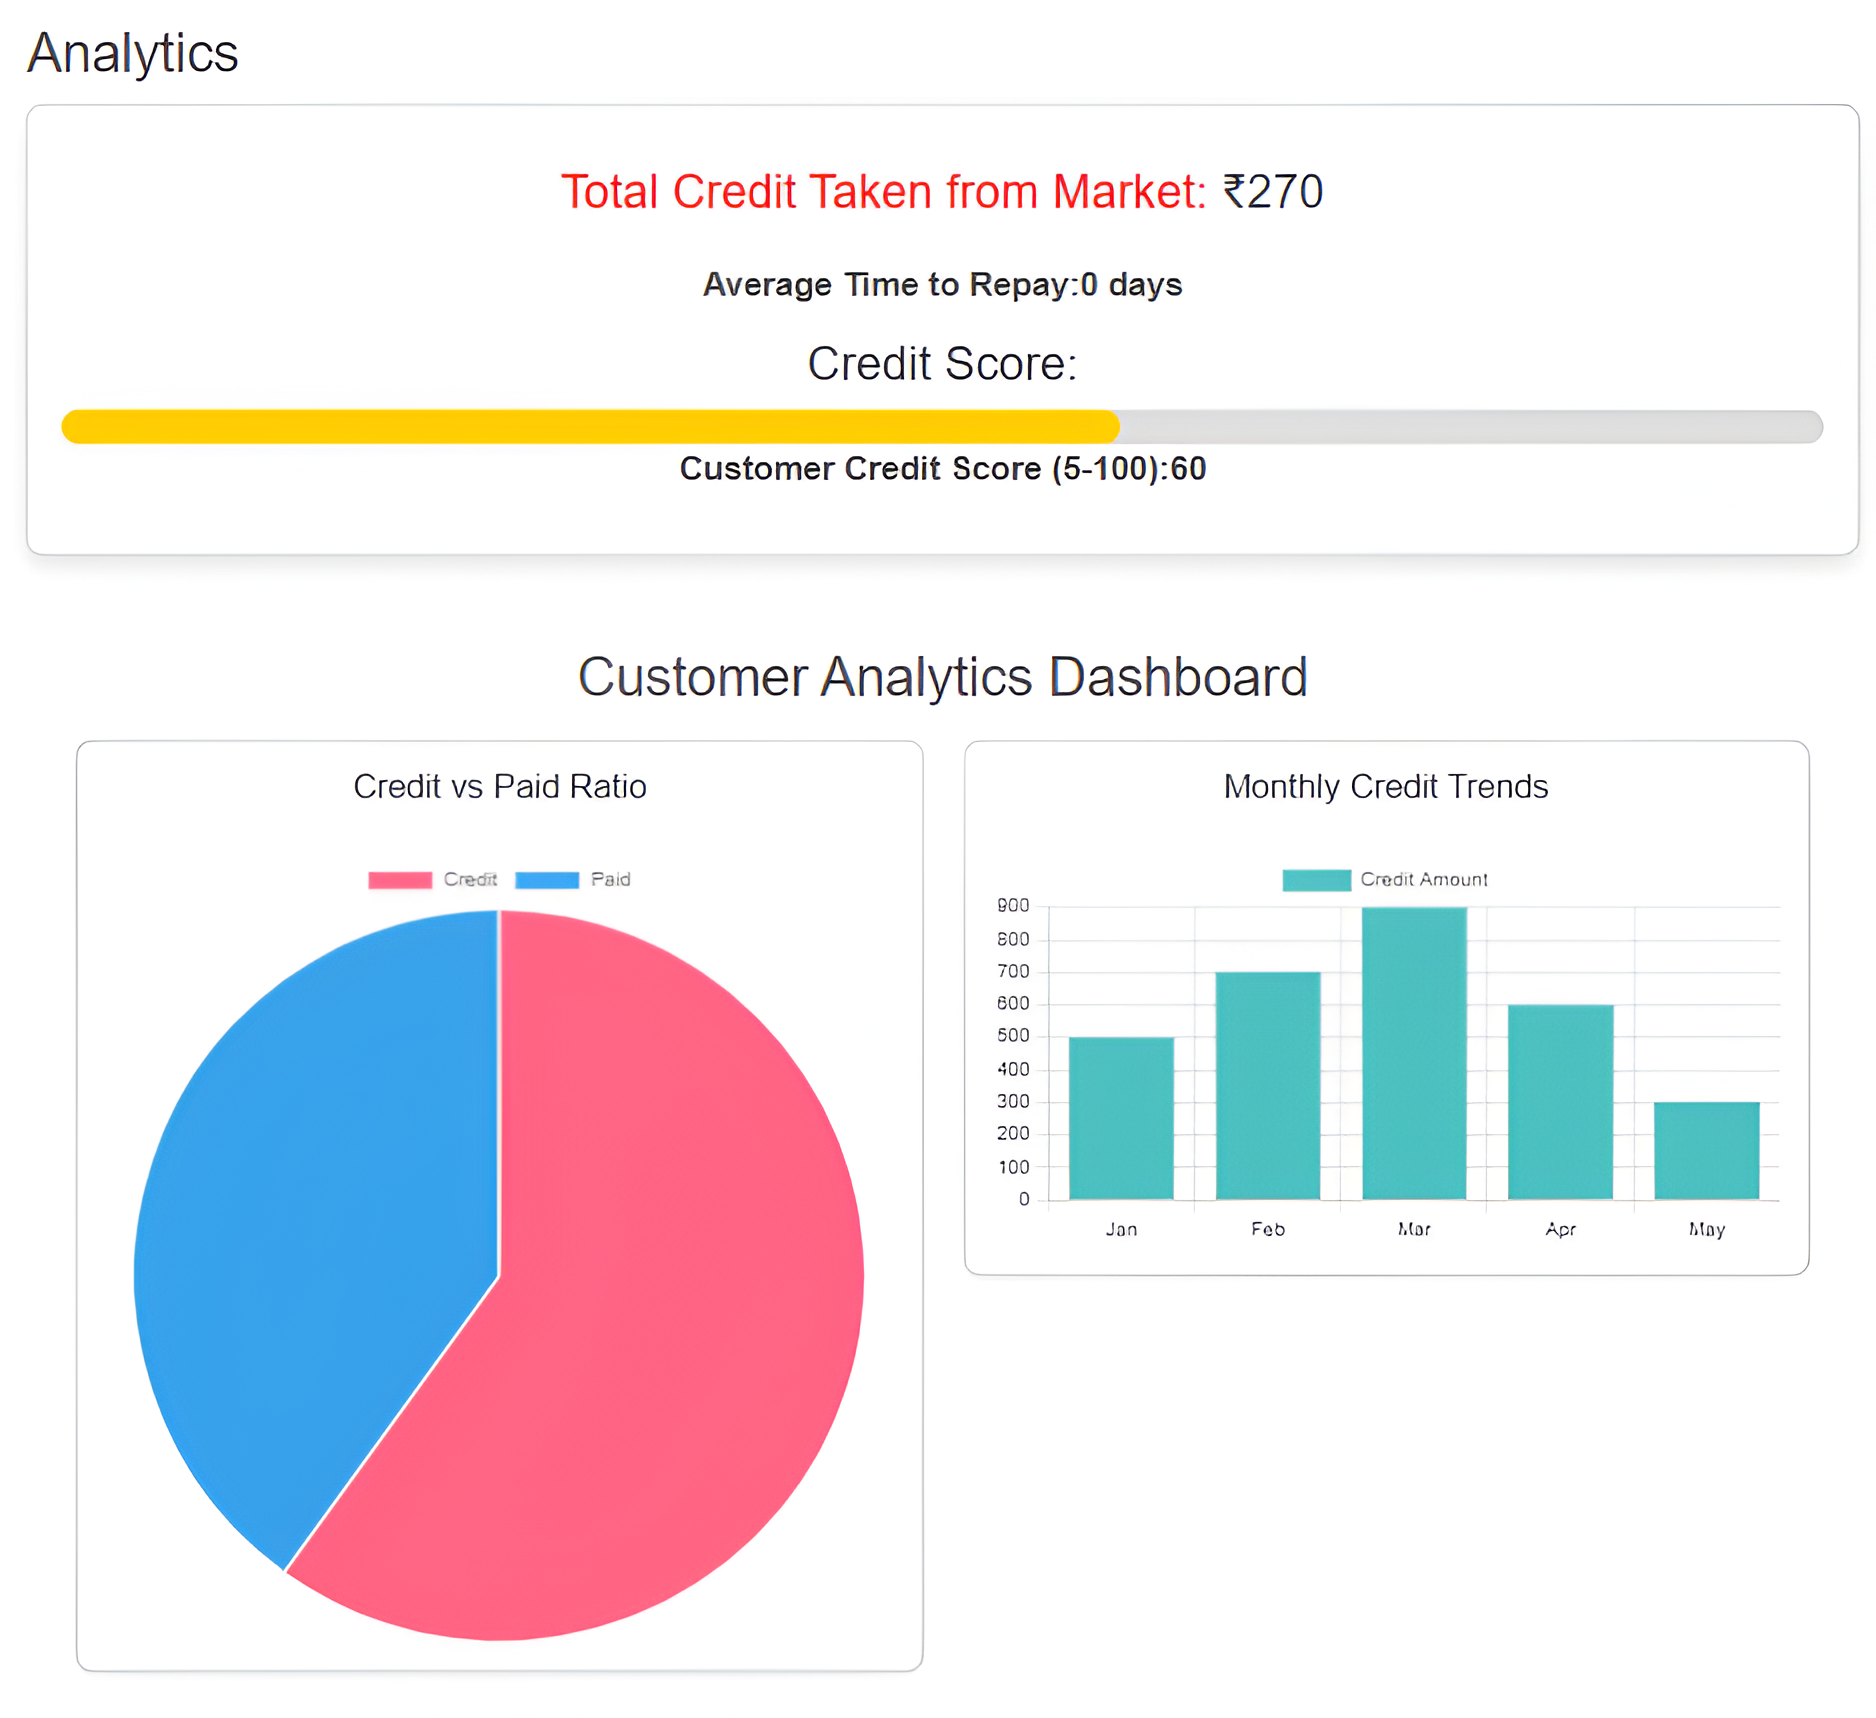 Analytics
Total Credit Taken from Market: ₹270
Average Time to Repay:0 days
Credit Score:
Customer Credit Score (5-100):60
Customer Analytics Dashboard
Credit vs Paid Ratio
Credit Paid
Monthly Credit Trends
Credit Amount
900
800
700
600
500
400
300
200
100
0
Jan Feb Mar Apr May